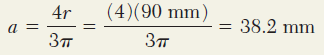 a = 4r / 3π = (4)(90 mm) / 3π = 38.2 mm